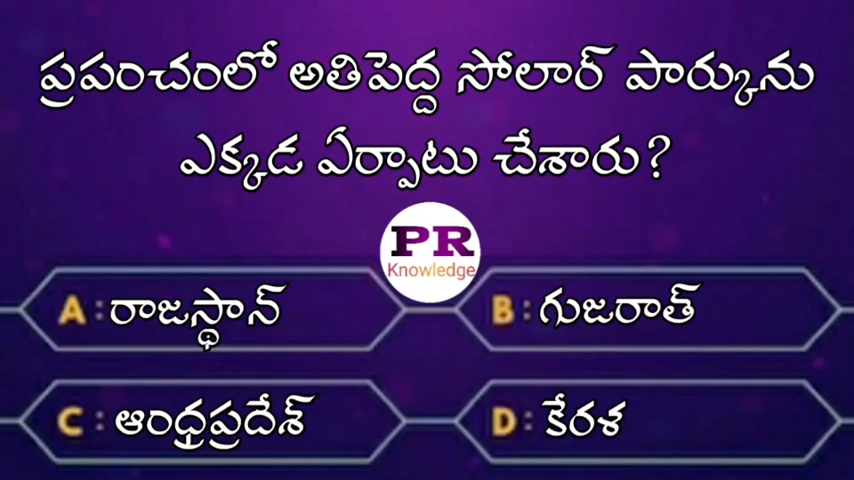 ప్రపంచంలో అతిపెద్ద సోలార్ పార్కును
ఎక్కడ ఏర్పాటు చేశారు?
PR
Knowledge
A : రాజస్థాన్
B : గుజరాత్
C : ఆంధ్రప్రదేశ్
D : కేరళ